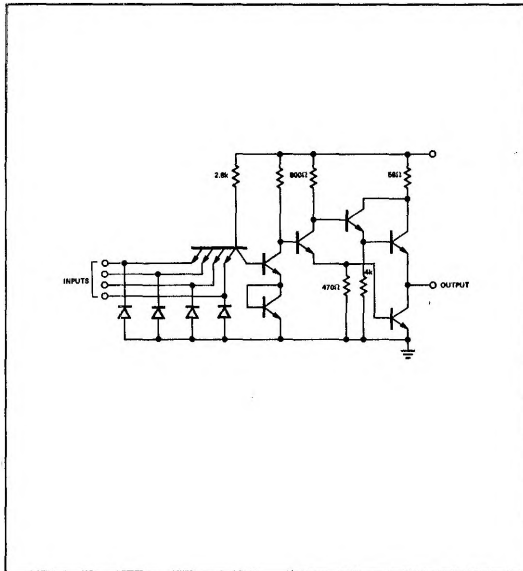 2.8k
800Ω
58Ω
INPUTS
470Ω
4k
OUTPUT